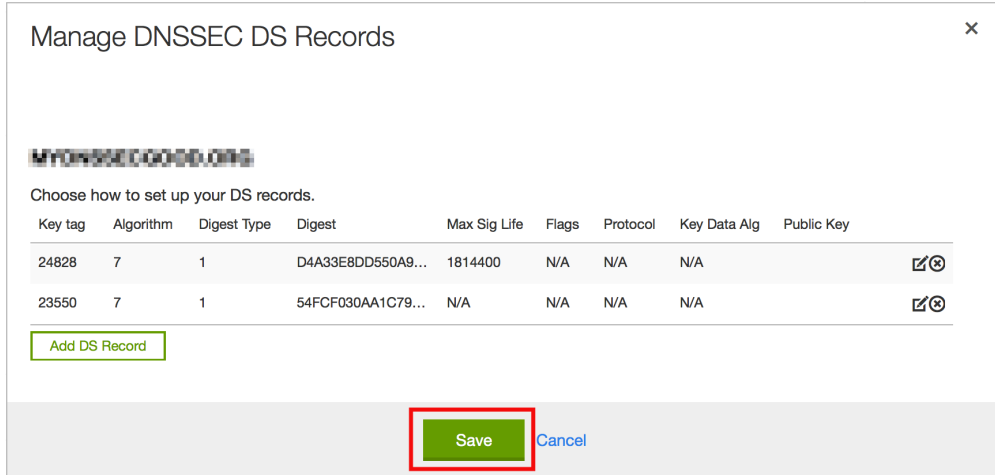 Manage DNSSEC DS Records
×
Choose how to set up your DS records.
Key tag Algorithm Digest Type Digest Max Sig Life Flags Protocol Key Data Alg Public Key
24828 7 1 D4A33E8DD550A9... 1814400 N/A N/A N/A
23550 7 1 54FCF030AA1C79... N/A N/A N/A N/A
Add DS Record
Save Cancel